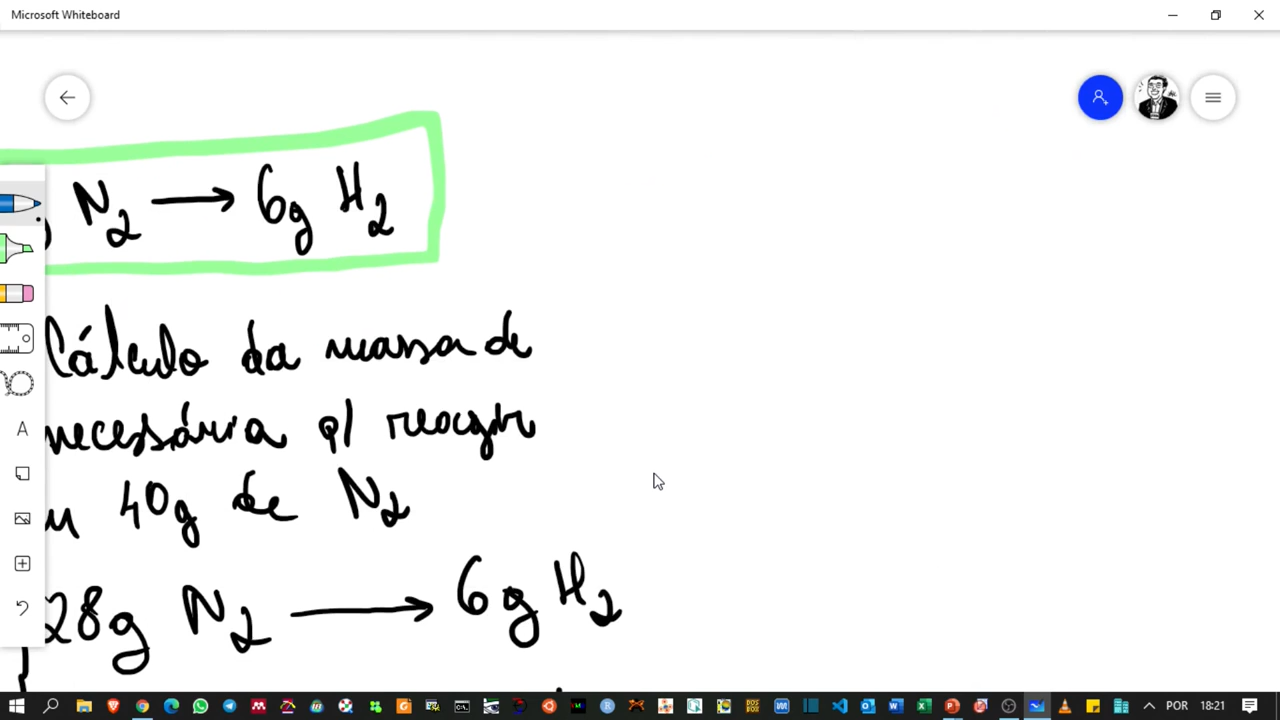 Microsoft Whiteboard
N₂ → 6g H₂
Cálculo da massa de
necessária p/ reagir
40g de N₂
28g N₂ → 6g H₂
A
POR 18:21